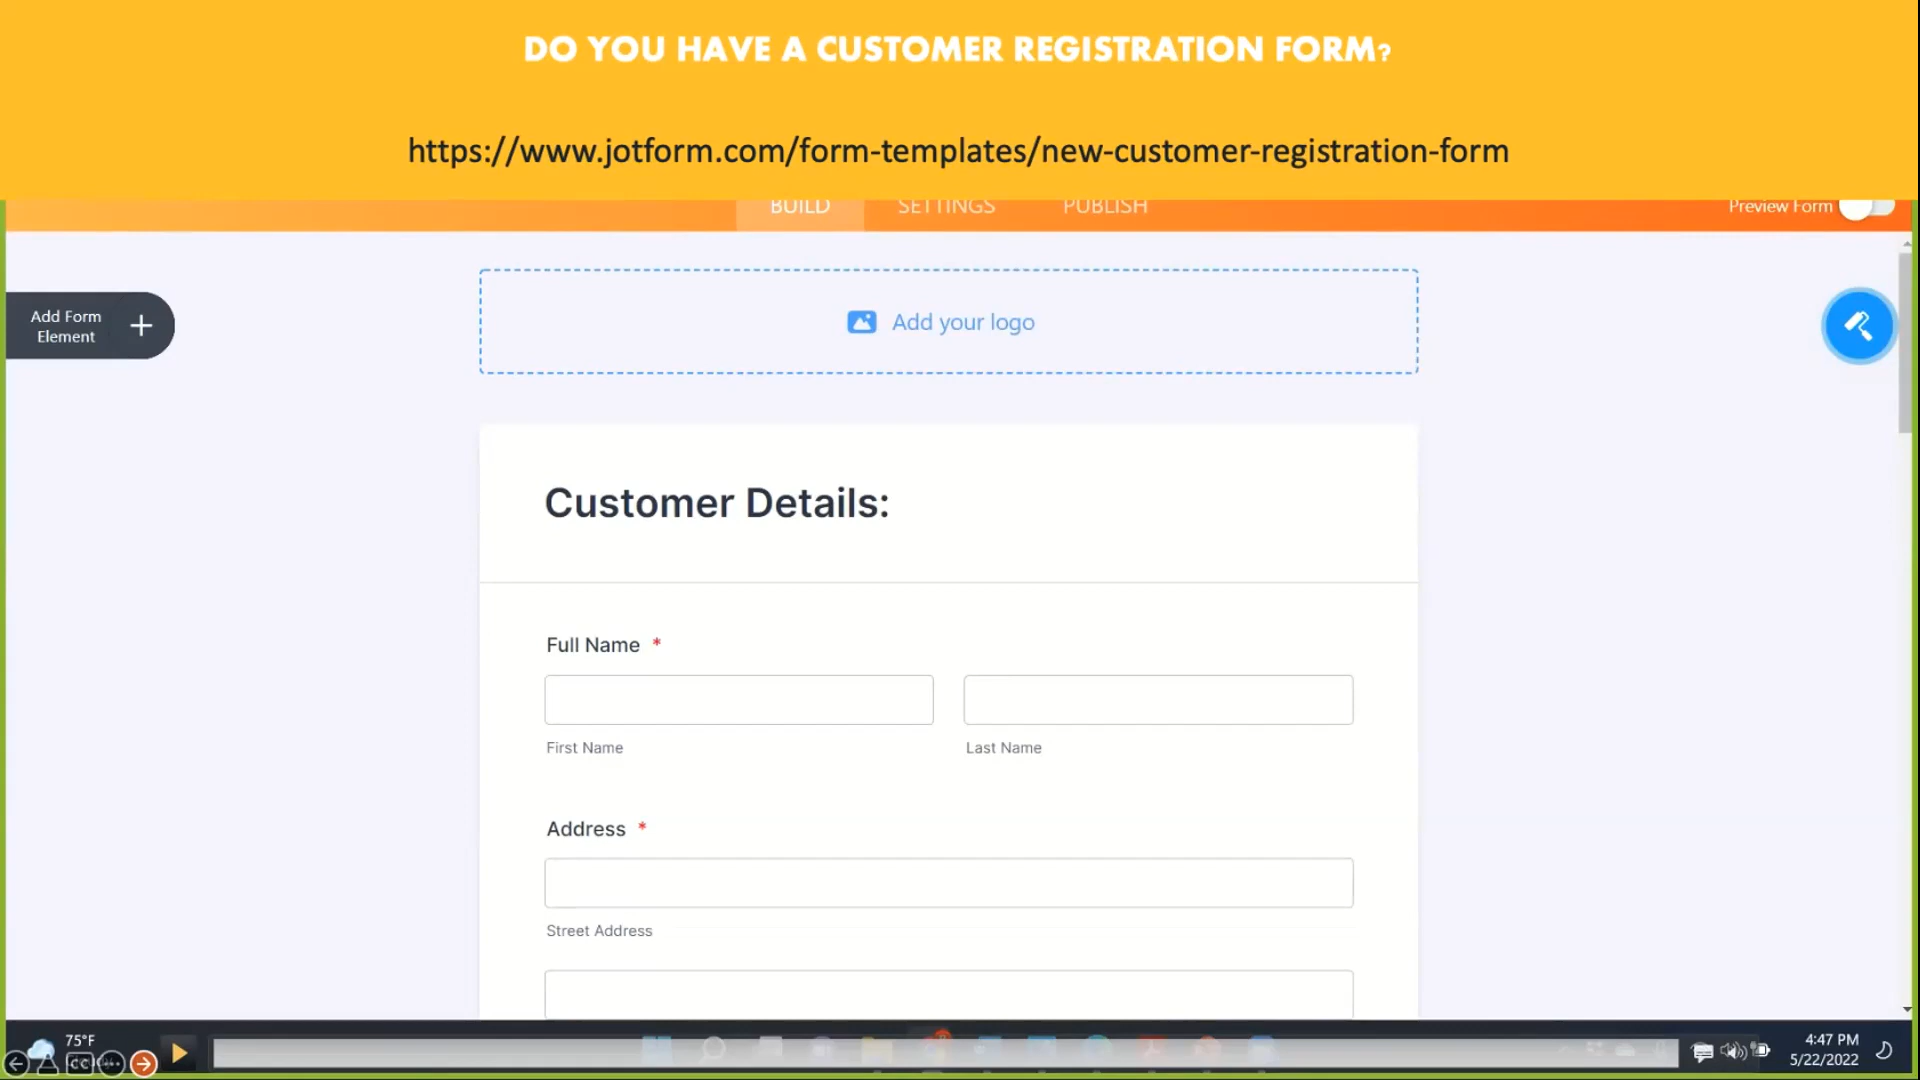 DO YOU HAVE A CUSTOMER REGISTRATION FORM?
https://www.jotform.com/form-templates/new-customer-registration-form
BUILD SETTINGS PUBLISH Preview Form
Add Form
Element
Add your logo
Customer Details:
Full Name *
First Name Last Name
Address *
Street Address
75°F
4:47 PM
5/22/2022